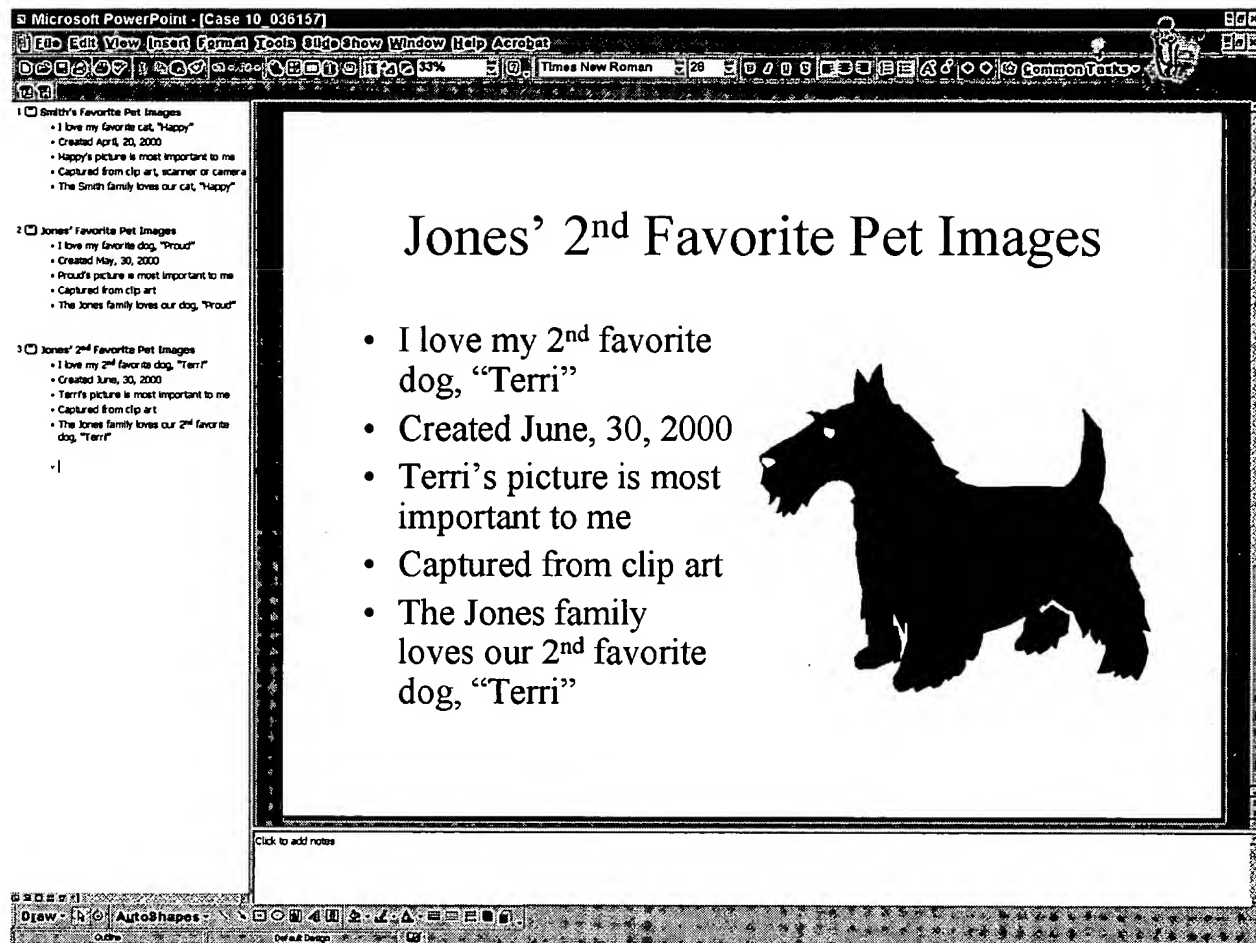 Microsoft PowerPoint - [Case 10_036157]
File Edit View Insert Format Tools Slide Show Window Help Acrobat
33% Times New Roman 28 Common Tasks
1 Smith's Favorite Pet Images
• I love my favorite cat, "Happy"
• Created April, 20, 2000
• Happy's picture is most important to me
• Captured from clip art, scanner or camera
• The Smith family loves our cat, "Happy"
2 Jones' Favorite Pet Images
• I love my favorite dog, "Proud"
• Created May, 30, 2000
• Proud's picture is most important to me
• Captured from clip art
• The Jones family loves our dog, "Proud"
3 Jones' 2nd Favorite Pet Images
• I love my 2nd favorite dog, "Terri"
• Created June, 30, 2000
• Terri's picture is most important to me
• Captured from clip art
• The Jones family loves our 2nd favorite
dog, "Terri"
Jones’ 2nd Favorite Pet Images
• I love my 2nd favorite
dog, “Terri”
• Created June, 30, 2000
• Terri’s picture is most
important to me
• Captured from clip art
• The Jones family
loves our 2nd favorite
dog, “Terri”
Click to add notes
Draw AutoShapes
Outline Default Design